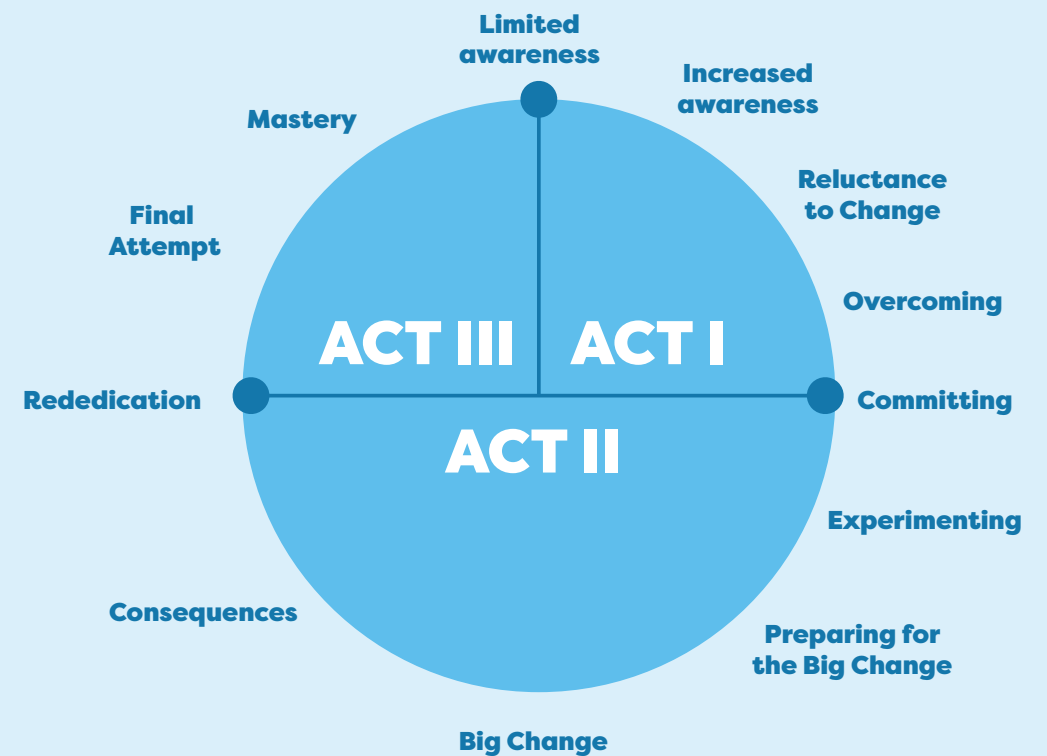 Limited
awareness
Increased
awareness
Reluctance
to Change
Overcoming
Committing
Experimenting
Preparing for
the Big Change
Big Change
Consequences
Rededication
Final
Attempt
Mastery
ACT III
ACT I
ACT II